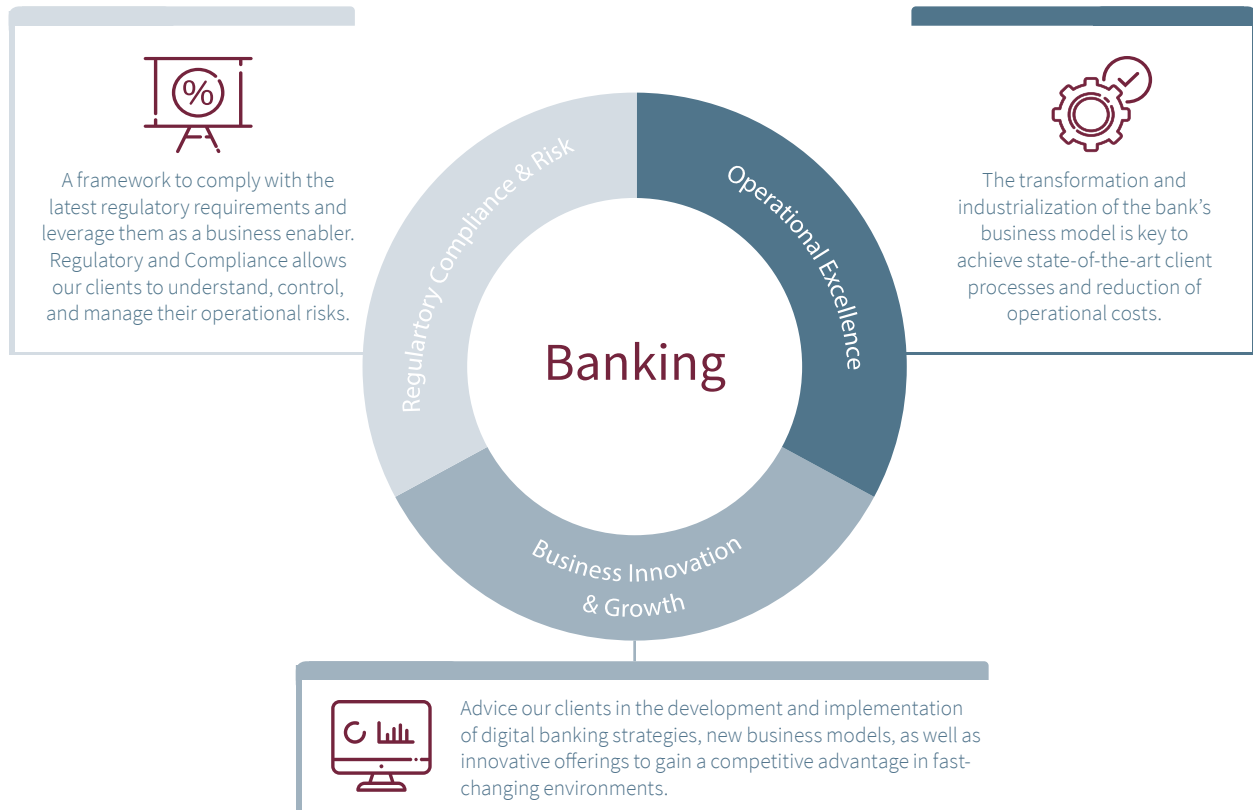 %
A framework to comply with the
latest regulatory requirements and
leverage them as a business enabler.
Regulatory and Compliance allows
our clients to understand, control,
and manage their operational risks.
The transformation and
industrialization of the bank’s
business model is key to
achieve state-of-the-art client
processes and reduction of
operational costs.
Regulartory Compliance & Risk
Operational Excellence
Banking
Business Innovation
& Growth
Advice our clients in the development and implementation
of digital banking strategies, new business models, as well as
innovative offerings to gain a competitive advantage in fast-
changing environments.